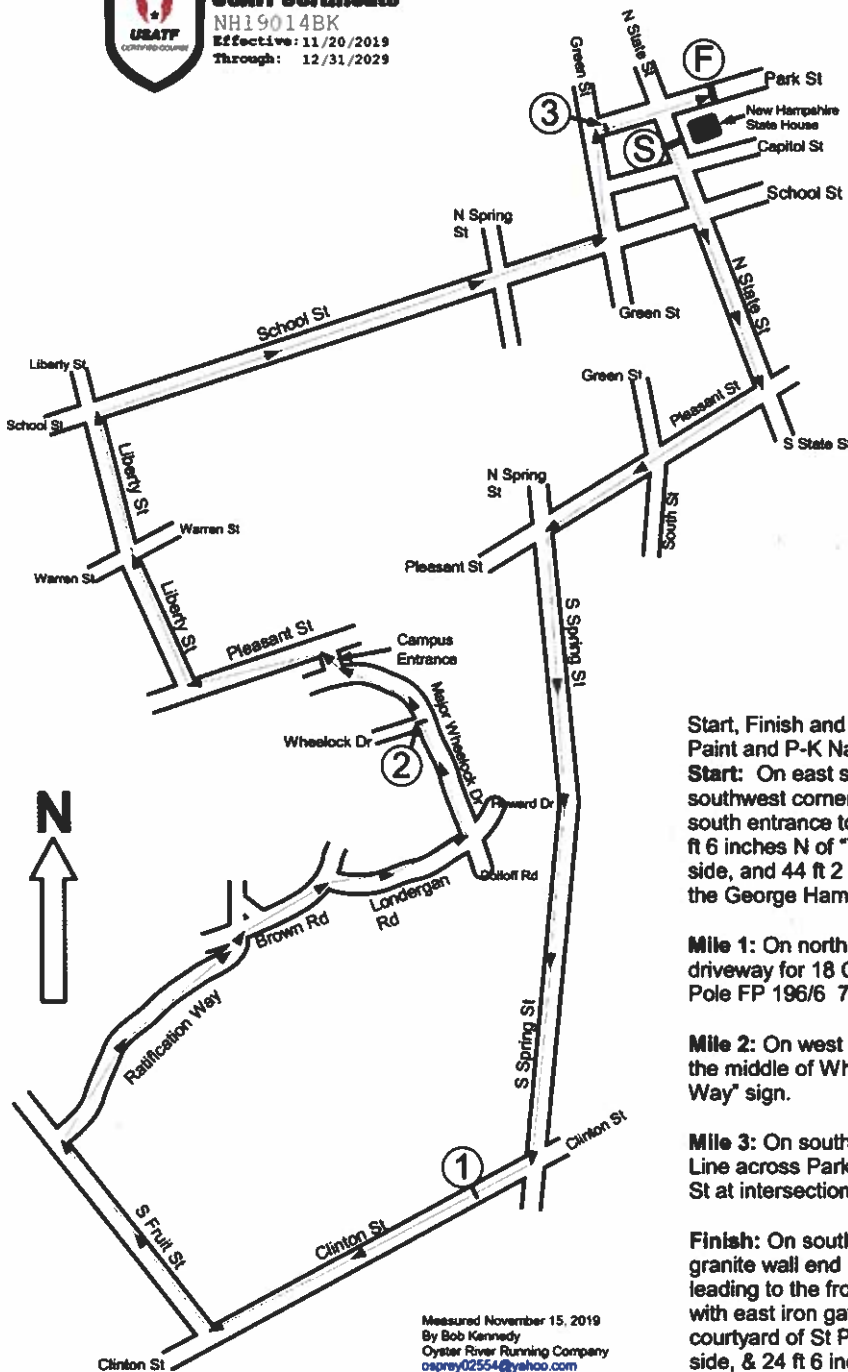 USATF
CERTIFIED COURSE
NH19014BK
Effective: 11/20/2019
Through: 12/31/2029
N State St
Green St
F
Park St
3
New Hampshire
State House
S
Capitol St
School St
N Spring
St
N State St
School St
Green St
Liberty St
School St
Green St
Pleasant St
S State St
Liberty St
N Spring
St
South St
Warren St
Warren St
Pleasant St
Liberty St
S Spring St
Pleasant St
Campus
Entrance
Major Wheelock Dr
Wheelock Dr
2
Howard Dr
N
Dolloff Rd
Londergan
Rd
Brown Rd
Ratification Way
S Spring St
Clinton St
1
S Fruit St
Clinton St
Clinton St
Start, Finish and
Paint and P-K Na
Start: On east s
southwest corner
south entrance to
ft 6 inches N of "
side, and 44 ft 2
the George Ham
Mile 1: On north
driveway for 18
Pole FP 196/6 7
Mile 2: On west
the middle of Wh
Way" sign.
Mile 3: On south
Line across Park
St at intersection
Finish: On south
granite wall end
leading to the fro
with east iron ga
courtyard of St P
side, & 24 ft 6 in
Measured November 15, 2019
By Bob Kennedy
Oyster River Running Company
osprey02554@yahoo.com